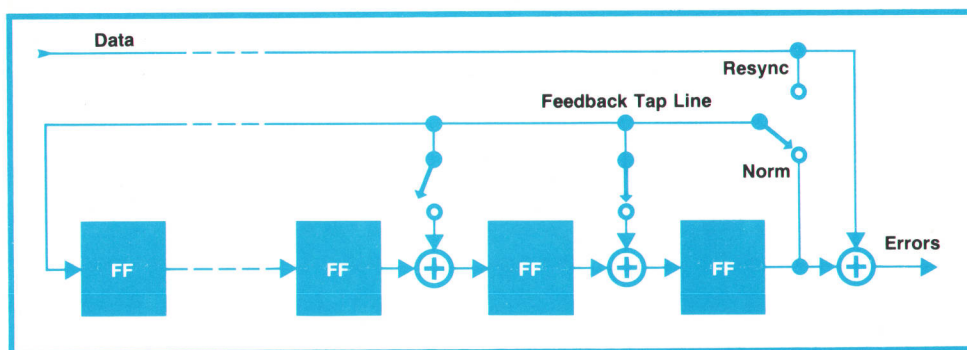 Data
Resync
Feedback Tap Line
Norm
FF
FF
FF
FF
Errors